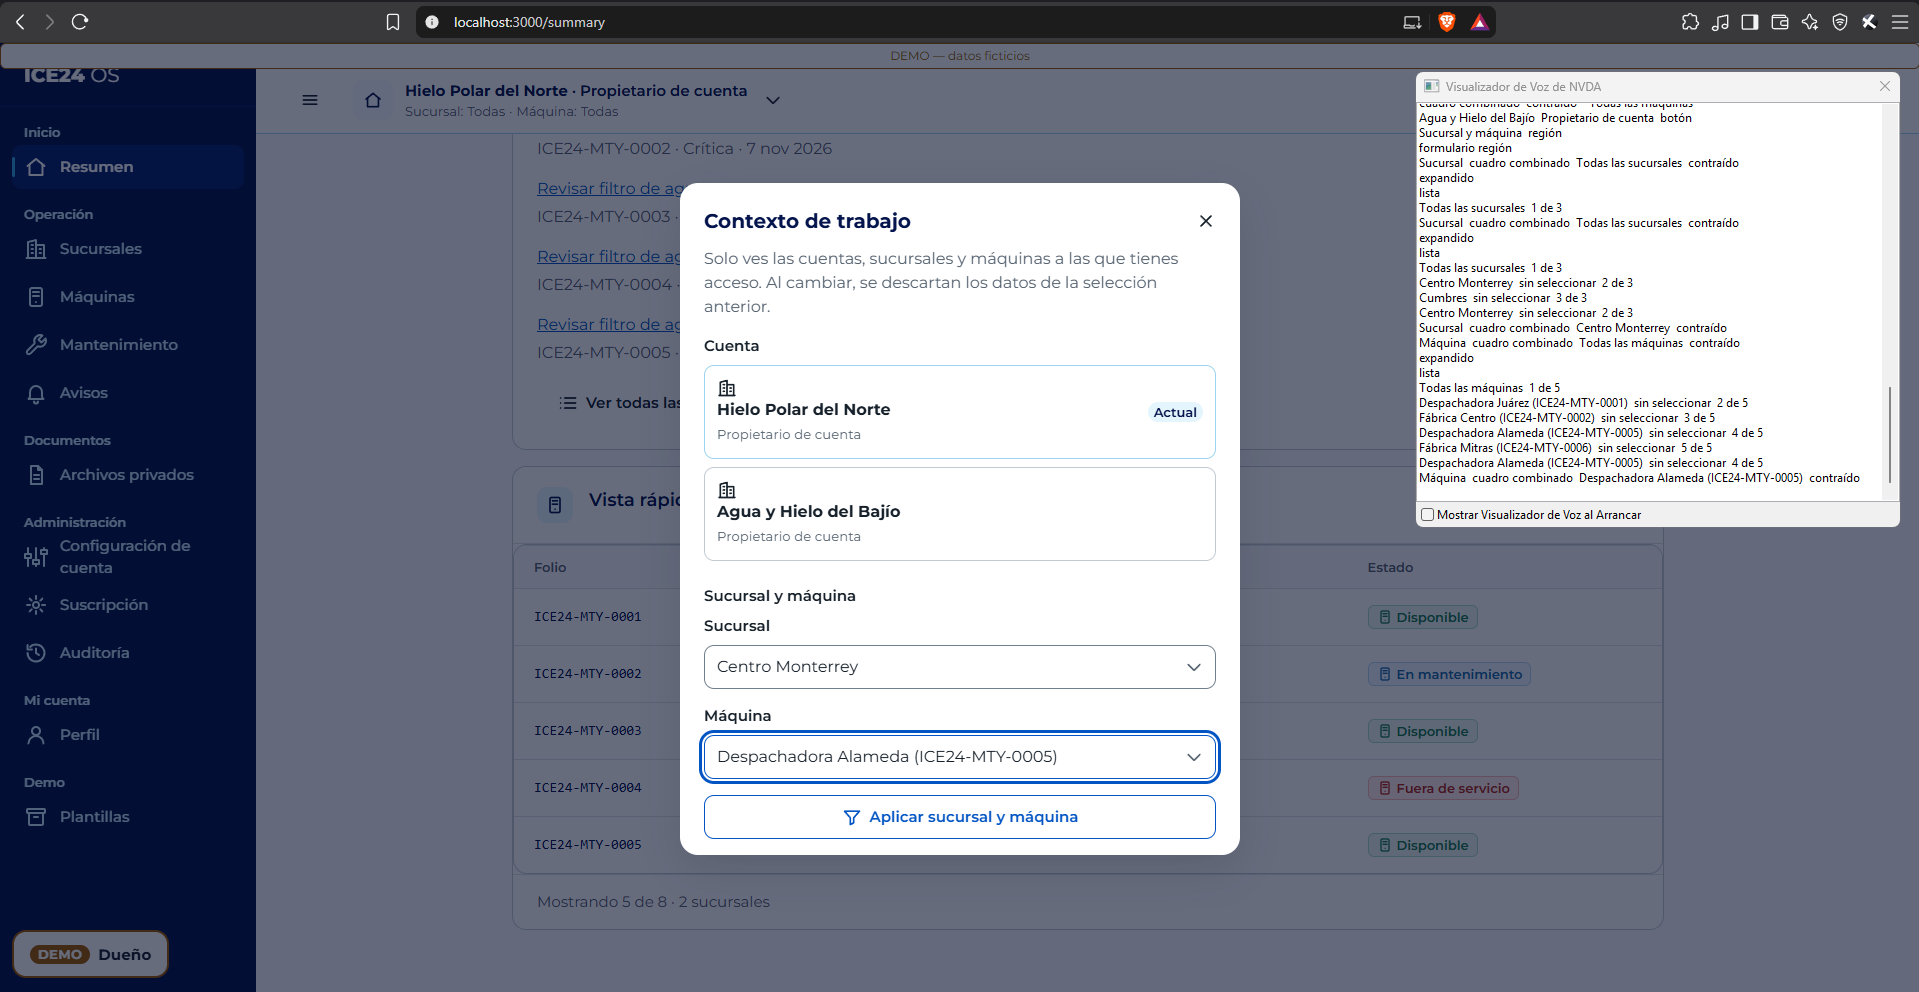 localhost:3000/summary
DEMO — datos ficticios
ICE24 OS
Inicio
Resumen
Operación
Sucursales
Máquinas
Mantenimiento
Avisos
Documentos
Archivos privados
Administración
Configuración de
cuenta
Suscripción
Auditoría
Mi cuenta
Perfil
Demo
Plantillas
DEMO Dueño
Hielo Polar del Norte · Propietario de cuenta
Sucursal: Todas · Máquina: Todas
ICE24-MTY-0002 · Crítica · 7 nov 2026
Revisar filtro de ag
ICE24-MTY-0003 ·
Revisar filtro de ag
ICE24-MTY-0004 ·
Revisar filtro de ag
ICE24-MTY-0005 ·
Ver todas las
Vista rápi
Folio
Estado
ICE24-MTY-0001
Disponible
ICE24-MTY-0002
En mantenimiento
ICE24-MTY-0003
Disponible
ICE24-MTY-0004
Fuera de servicio
ICE24-MTY-0005
Disponible
Mostrando 5 de 8 · 2 sucursales
Contexto de trabajo
Solo ves las cuentas, sucursales y máquinas a las que tienes
acceso. Al cambiar, se descartan los datos de la selección
anterior.
Cuenta
Hielo Polar del Norte
Propietario de cuenta
Actual
Agua y Hielo del Bajío
Propietario de cuenta
Sucursal y máquina
Sucursal
Centro Monterrey
Máquina
Despachadora Alameda (ICE24-MTY-0005)
Aplicar sucursal y máquina
Visualizador de Voz de NVDA
cuadro combinado contraído Todas las máquinas
Agua y Hielo del Bajío Propietario de cuenta botón
Sucursal y máquina región
formulario región
Sucursal cuadro combinado Todas las sucursales contraído
expandido
lista
Todas las sucursales 1 de 3
Sucursal cuadro combinado Todas las sucursales contraído
expandido
lista
Todas las sucursales 1 de 3
Centro Monterrey sin seleccionar 2 de 3
Cumbres sin seleccionar 3 de 3
Centro Monterrey sin seleccionar 2 de 3
Sucursal cuadro combinado Centro Monterrey contraído
Máquina cuadro combinado Todas las máquinas contraído
expandido
lista
Todas las máquinas 1 de 5
Despachadora Juárez (ICE24-MTY-0001) sin seleccionar 2 de 5
Fábrica Centro (ICE24-MTY-0002) sin seleccionar 3 de 5
Despachadora Alameda (ICE24-MTY-0005) sin seleccionar 4 de 5
Fábrica Mitras (ICE24-MTY-0006) sin seleccionar 5 de 5
Despachadora Alameda (ICE24-MTY-0005) sin seleccionar 4 de 5
Máquina cuadro combinado Despachadora Alameda (ICE24-MTY-0005) contraído
Mostrar Visualizador de Voz al Arrancar